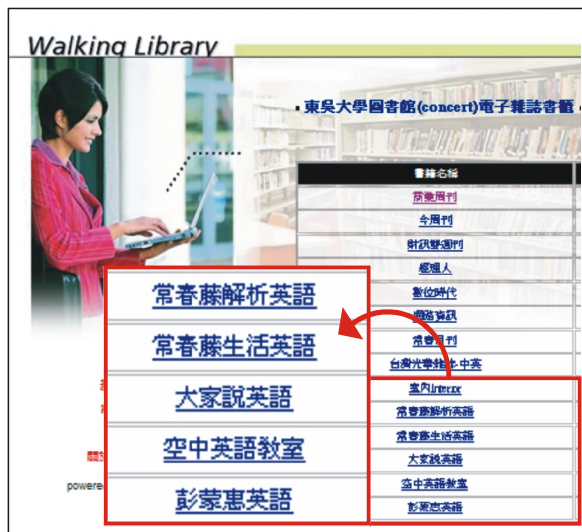 Walking Library
東吳大學圖書館(concert)電子雜誌書籤
書籍名稱
商業周刊
今周刊
財訊雙週刊
經理人
數位時代
網路資訊
常春月刊
台灣光華雜誌-中英
室內Interior
常春藤解析英語
常春藤生活英語
大家說英語
空中英語教室
彭蒙惠英語
常春藤解析英語
常春藤生活英語
大家說英語
空中英語教室
彭蒙惠英語
powere